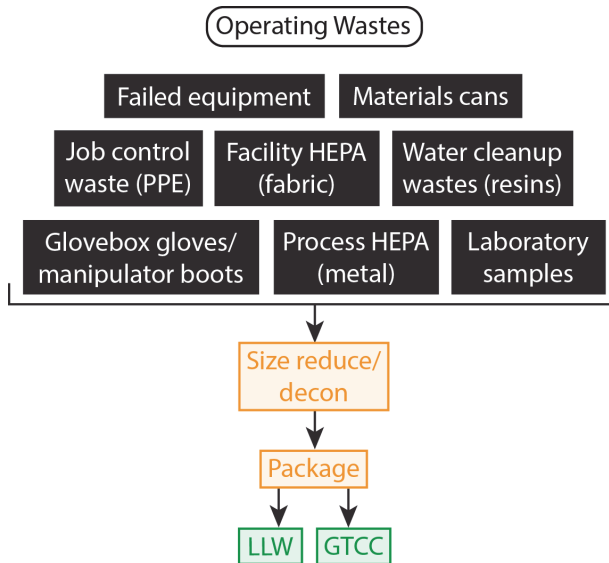 Operating Wastes
Failed equipment
Materials cans
Job control
waste (PPE)
Facility HEPA
(fabric)
Water cleanup
wastes (resins)
Glovebox gloves/
manipulator boots
Process HEPA
(metal)
Laboratory
samples
Size reduce/
decon
Package
LLW
GTCC